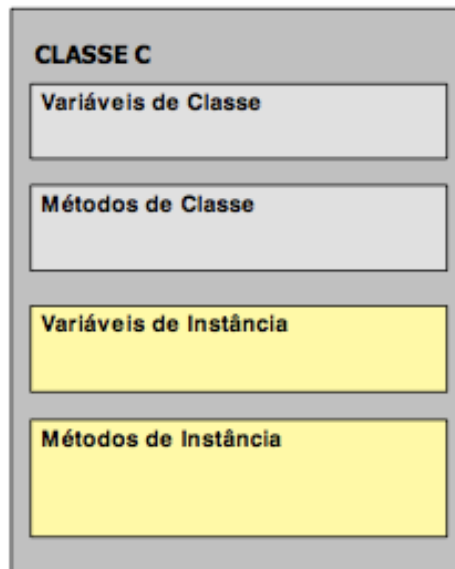 CLASSE C
Variáveis de Classe
Métodos de Classe
Variáveis de Instância
Métodos de Instância